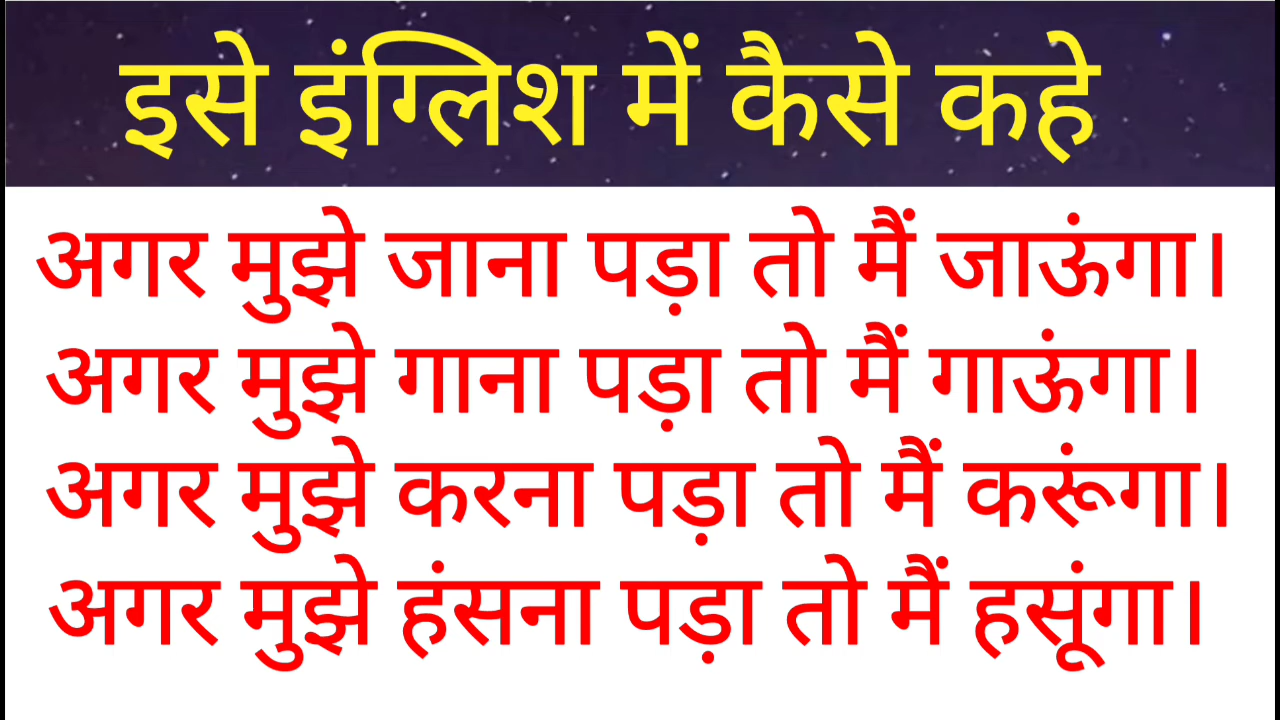 इसे इंग्लिश में कैसे कहे
अगर मुझे जाना पड़ा तो मैं जाऊंगा।
अगर मुझे गाना पड़ा तो मैं गाऊंगा।
अगर मुझे करना पड़ा तो मैं करूंगा।
अगर मुझे हंसना पड़ा तो मैं हसूंगा।